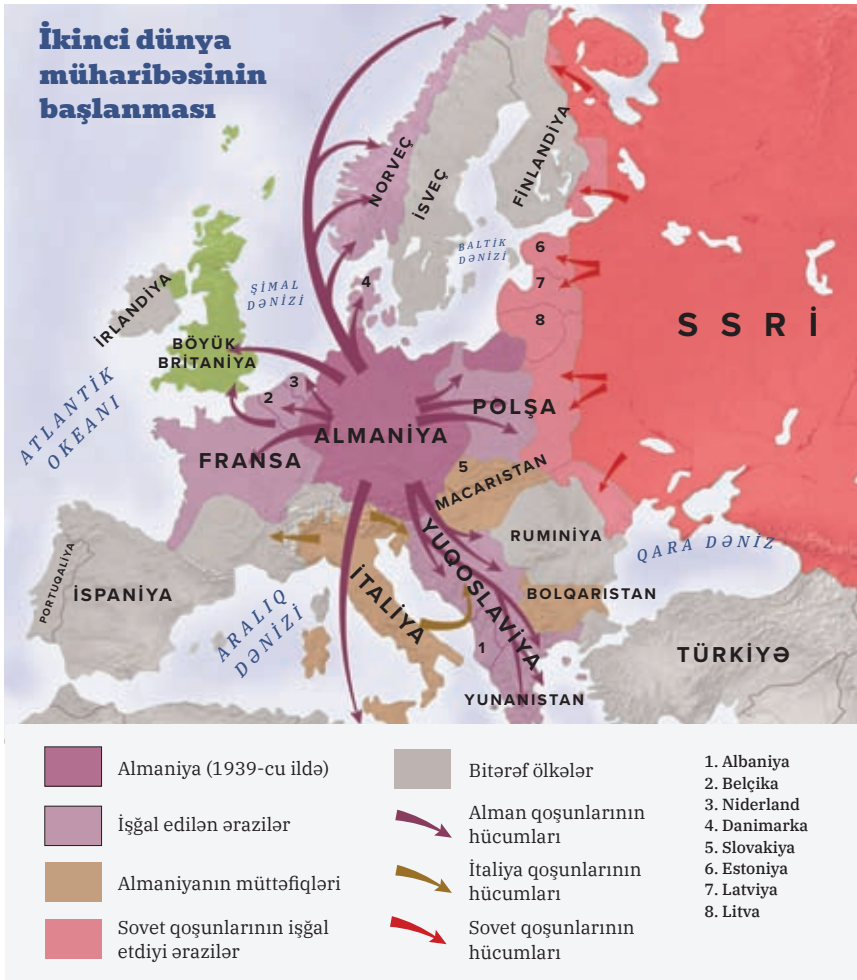 İkinci dünya
müharibəsinin
başlanması
NORVEÇ
İSVEÇ
FİNLANDİYA
BALTİK
DƏNİZİ
6
7
8
4
ŞİMAL
DƏNİZİ
İRLANDİYA
BÖYÜK
BRİTANİYA
S S R İ
ATLANTİK
OKEANI
3
2
POLŞA
ALMANİYA
FRANSA
5
MACARISTAN
RUMINİYA
QARA DƏNİZ
YUQOSLAVİYA
PORTUQALİYA
İSPANİYA
ARALIQ
DƏNİZİ
İTALİYA
BOLQARISTAN
1
TÜRKİYƏ
YUNANISTAN
Almaniya (1939-cu ildə)
İşğal edilən ərazilər
Almaniyanın müttəfiqləri
Sovet qoşunlarının işğal
etdiyi ərazilər
Bitərəf ölkələr
Alman qoşunlarının
hücumları
İtaliya qoşunlarının
hücumları
Sovet qoşunlarının
hücumları
1. Albaniya
2. Belçika
3. Niderland
4. Danimarka
5. Slovakiya
6. Estoniya
7. Latviya
8. Litva